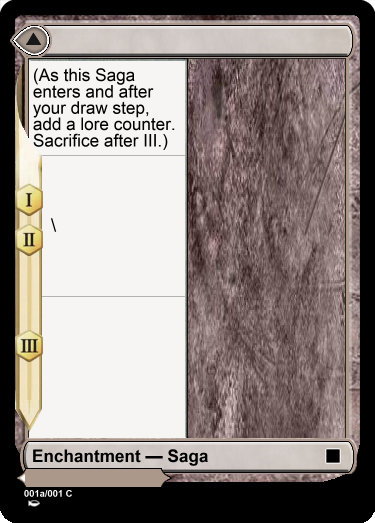 (As this Saga
enters and after
your draw step,
add a lore counter.
Sacrifice after III.)
I
\
II
III
Enchantment — Saga
001a/001 C